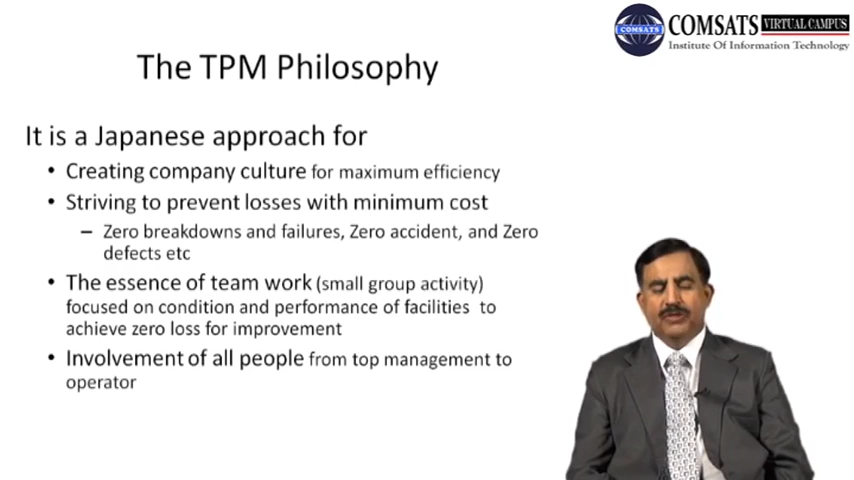 COMSATS VIRTUAL CAMPUS
COMSATS
Institute Of Information Technology
The TPM Philosophy
It is a Japanese approach for
• Creating company culture for maximum efficiency
• Striving to prevent losses with minimum cost
– Zero breakdowns and failures, Zero accident, and Zero
defects etc
• The essence of team work (small group activity)
focused on condition and performance of facilities to
achieve zero loss for improvement
• Involvement of all people from top management to
operator